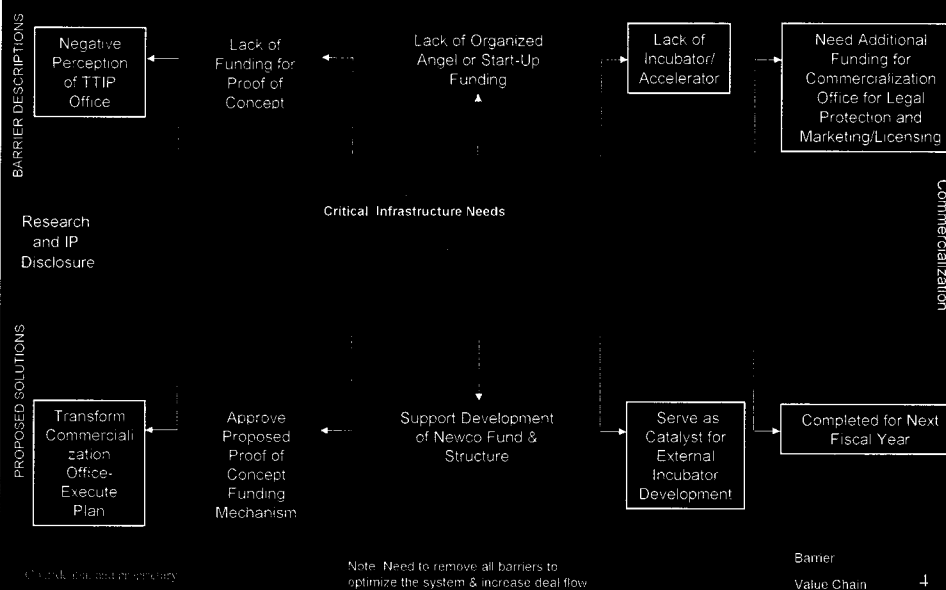 BARRIER DESCRIPTIONS
Negative
Perception
of TTIP
Office
Lack of
Funding for
Proof of
Concept
Lack of Organized
Angel or Start-Up
Funding
Lack of
Incubator/
Accelerator
Need Additional
Funding for
Commercialization
Office for Legal
Protection and
Marketing/Licensing
Research
and IP
Disclosure
Critical Infrastructure Needs
Commercialization
PROPOSED SOLUTIONS
Transform
Commerciali
zation
Office-
Execute
Plan
Approve
Proposed
Proof of
Concept
Funding
Mechanism
Support Development
of Newco Fund &
Structure
Serve as
Catalyst for
External
Incubator
Development
Completed for Next
Fiscal Year
Note: Need to remove all barriers to
optimize the system & increase deal flow
Barrier
Value Chain
4